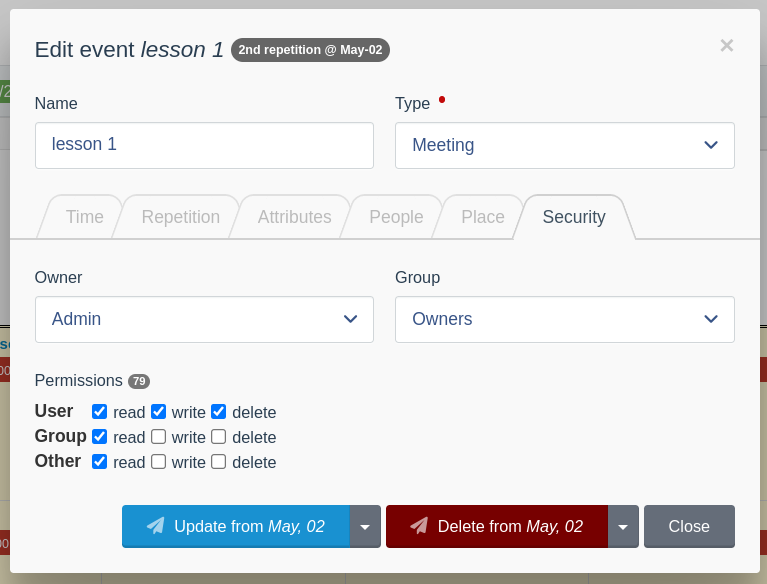 Edit event lesson 1 2nd repetition @ May-02 ×
Name Type
lesson 1 Meeting
Time Repetition Attributes People Place Security
Owner Group
Admin Owners
Permissions 79
User read write delete
Group read write delete
Other read write delete
Update from May, 02 Delete from May, 02 Close